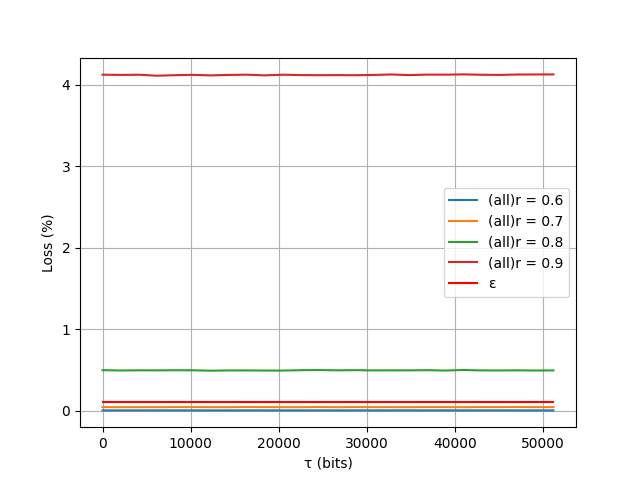 4
3
2
1
0
Loss (%)
(all)r = 0.6
(all)r = 0.7
(all)r = 0.8
(all)r = 0.9
ε
0 10000 20000 30000 40000 50000
τ (bits)